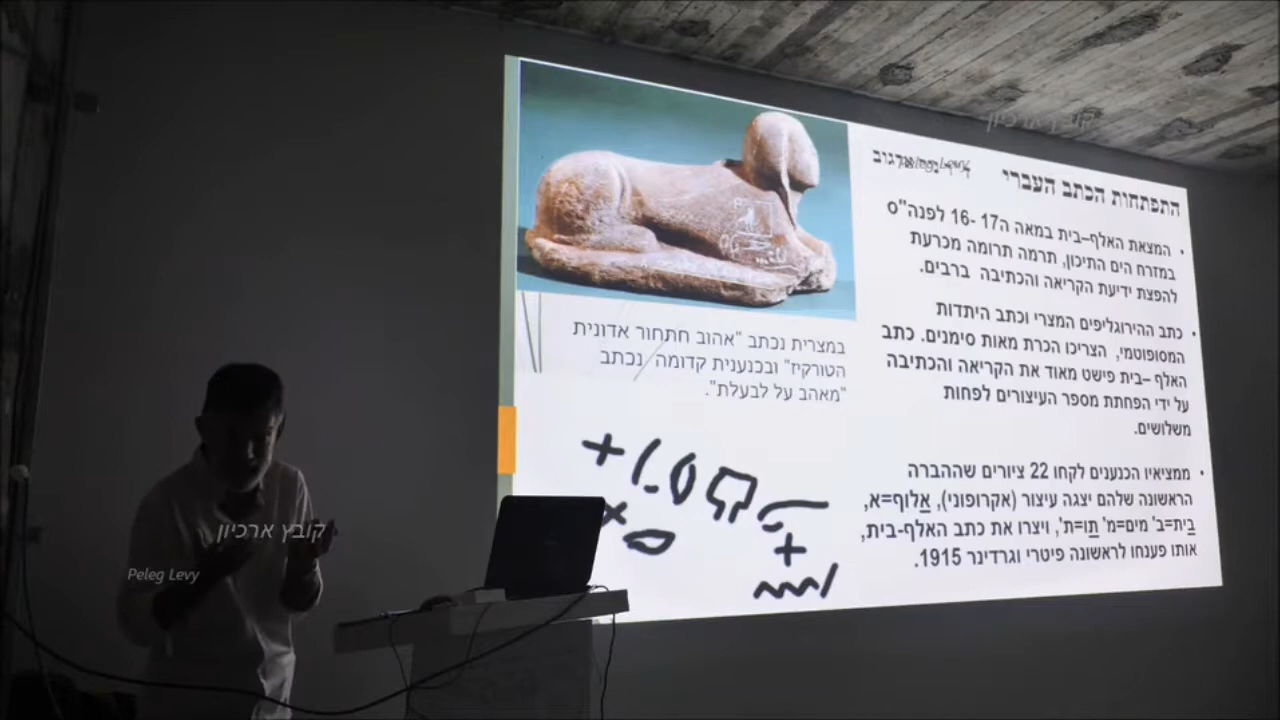 התפתחות הכתב העברי
המצאת האלף–בית במאה ה17 -16 לפנה"ס
במזרח הים התיכון, תרמה תרומה מכרעת
להפצת ידיעת הקריאה והכתיבה ברבים.
כתב ההירוגליפים המצרי וכתב היתדות
המסופוטמי, הצריכו הכרת מאות סימנים. כתב
האלף –בית פישט מאוד את הקריאה והכתיבה
על ידי הפחתת מספר העיצורים לפחות
משלושים.
ממציאיו הכנענים לקחו 22 ציורים שההברה
הראשונה שלהם יצגה עיצור (אקרופוני), אלוף=א,
בית=ב' מים=מ' תו=ת', ויצרו את כתב האלף-בית,
אותו פענחו לראשונה פיטרי וגרדינר 1915.
במצרית נכתב "אהוב חתחור אדונית
הטורקיז" ובכנענית קדומה נכתב
"מאהב על לבעלת".
קובץ ארכיון
קובץ ארכיון
Peleg Levy